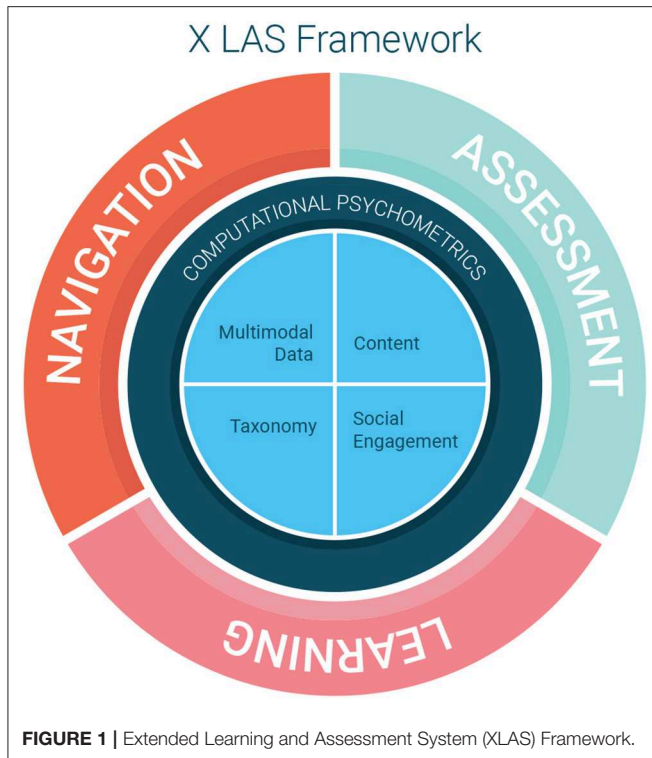 X LAS Framework
NAVIGATION
ASSESSMENT
COMPUTATIONAL PSYCHOMETRICS
Multimodal
Data
Content
Taxonomy
Social
Engagement
LEARNING
FIGURE 1 | Extended Learning and Assessment System (XLAS) Framework.